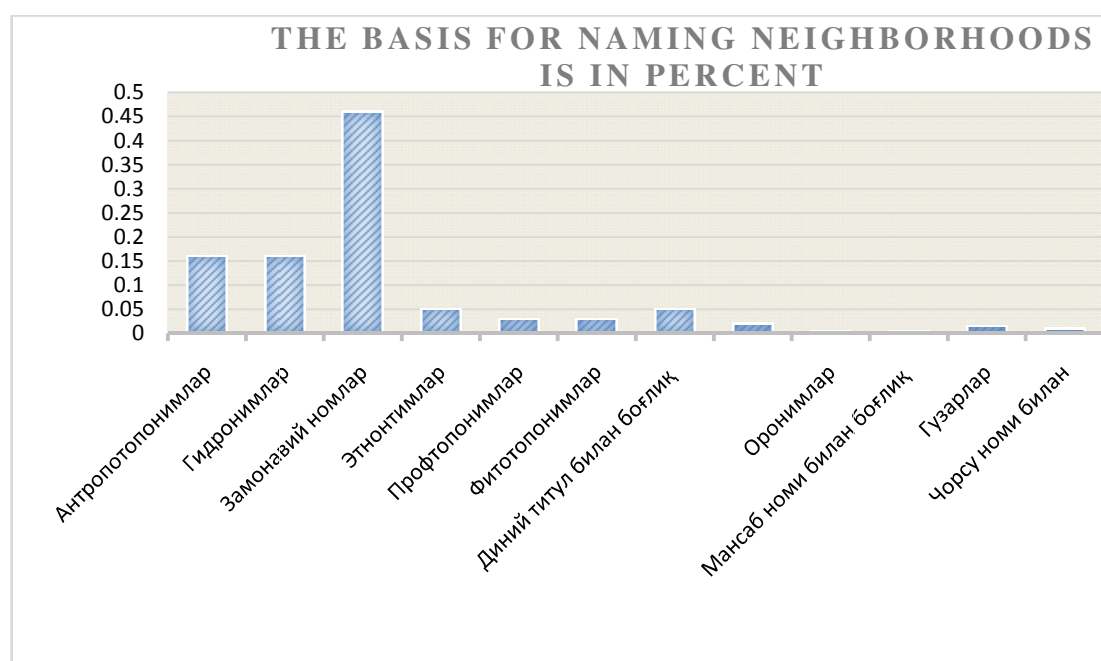 THE BASIS FOR NAMING NEIGHBORHOODS
IS IN PERCENT
0.5
0.45
0.4
0.35
0.3
0.25
0.2
0.15
0.1
0.05
0
Антропотопонимлар
Гидронимлар
Замонавий номлар
Этнонтимлар
Профтопонимлар
Фитотопонимлар
Диний титул билан боғлиқ
Оронимлар
Мансаб номи билан боғлиқ
Гузарлар
Чорсу номи билан